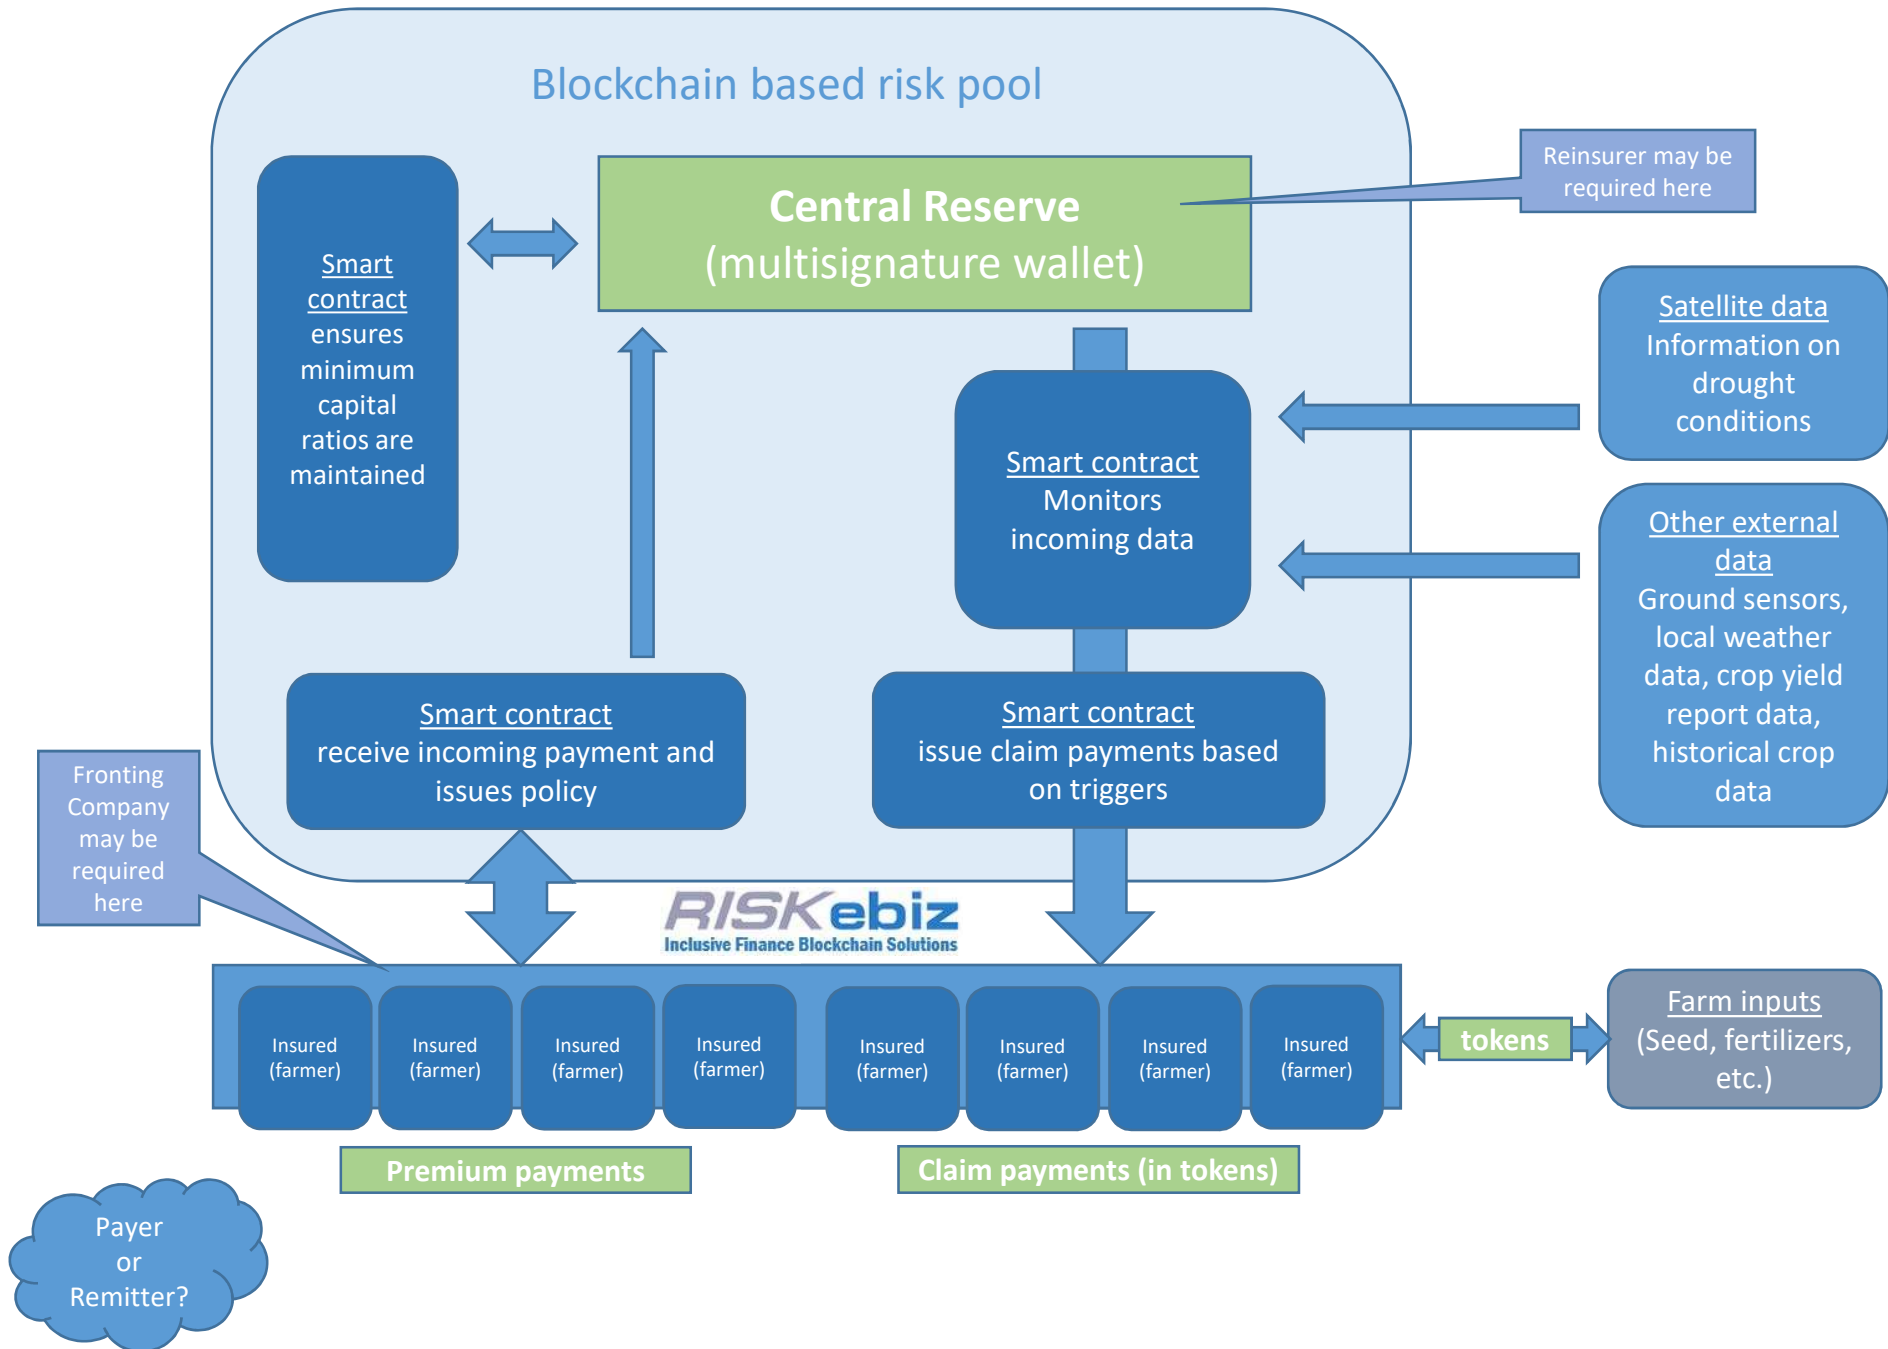 Blockchain based risk pool
Central Reserve
(multisignature wallet)
Reinsurer may be
required here
Smart
contract
ensures
minimum
capital
ratios are
maintained
Satellite data
Information on
drought
conditions
Smart contract
Monitors
incoming data
Other external
data
Ground sensors,
local weather
data, crop yield
report data,
historical crop
data
Smart contract
receive incoming payment and
issues policy
Smart contract
issue claim payments based
on triggers
Fronting
Company
may be
required
here
RISKebiz
Inclusive Finance Blockchain Solutions
Insured
(farmer)
Insured
(farmer)
Insured
(farmer)
Insured
(farmer)
Insured
(farmer)
Insured
(farmer)
Insured
(farmer)
Insured
(farmer)
tokens
Farm inputs
(Seed, fertilizers,
etc.)
Premium payments
Claim payments (in tokens)
Payer
or
Remitter?